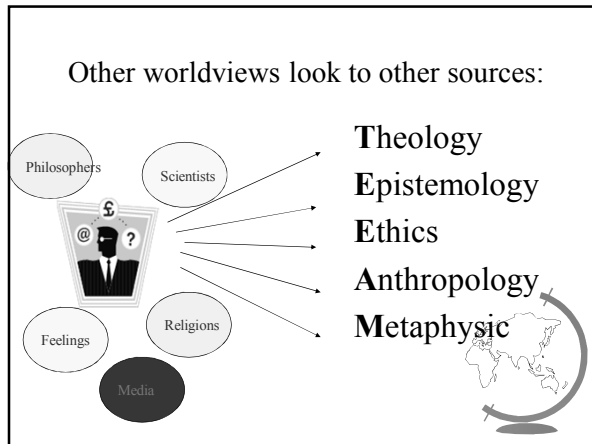 Other worldviews look to other sources:
Philosophers
Scientists
£
@
?
Feelings
Religions
Media
Theology
Epistemology
Ethics
Anthropology
Metaphysic